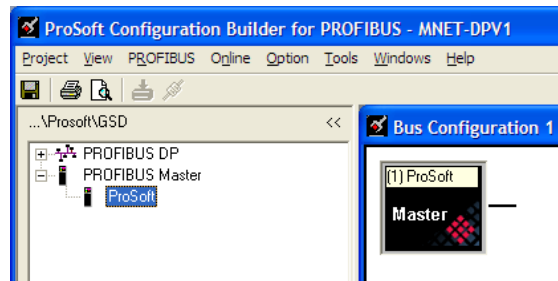 ProSoft Configuration Builder for PROFIBUS - MNET-DPV1
Project View PROFIBUS Online Option Tools Windows Help
...\Prosoft\GSD <<
PROFIBUS DP
PROFIBUS Master
ProSoft
Bus Configuration 1
(1) ProSoft
Master